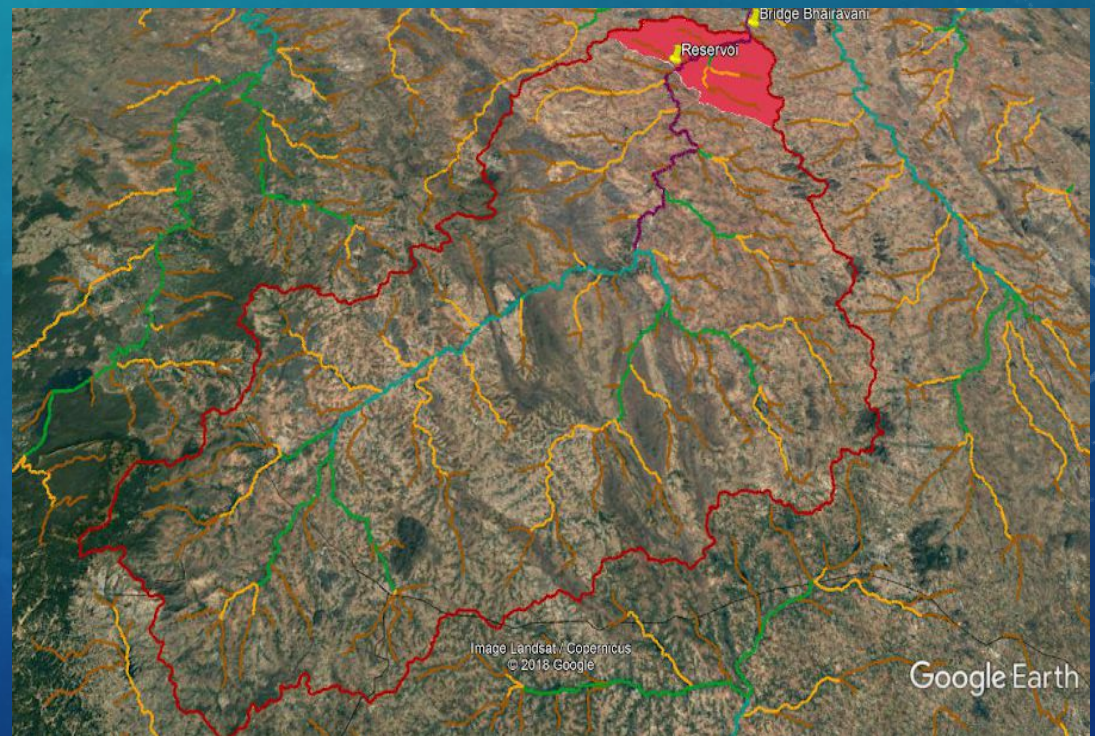 Bridge Bhairavani
Reservoi
Image Landsat / Copernicus
© 2018 Google
Google Earth